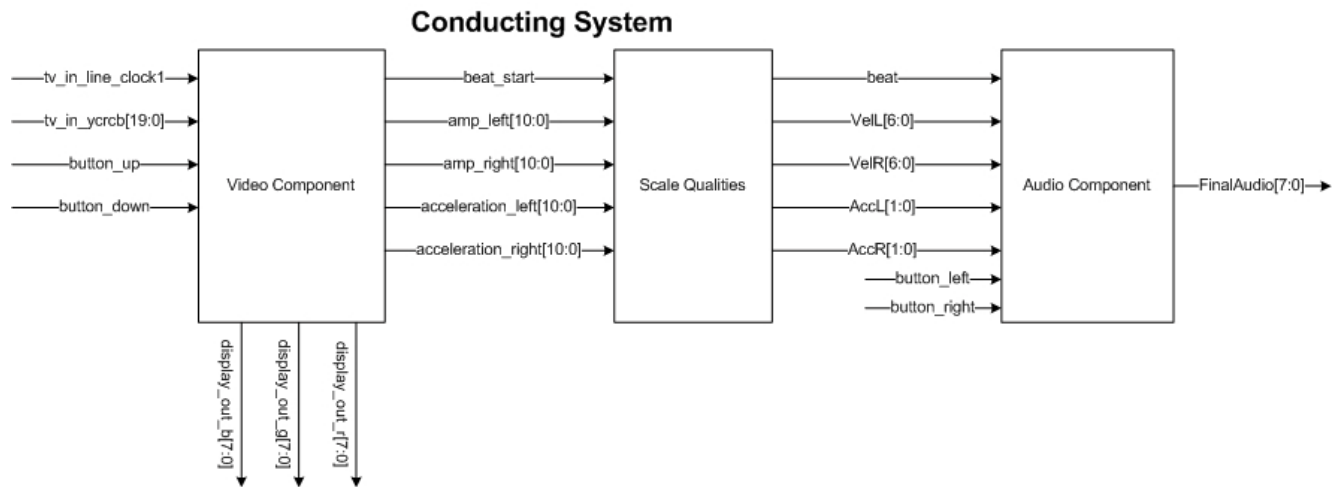 Conducting System
tv_in_line_clock1
tv_in_ycrcb[19:0]
button_up
button_down
Video Component
display_out_b[7:0]
display_out_g[7:0]
display_out_r[7:0]
beat_start
amp_left[10:0]
amp_right[10:0]
acceleration_left[10:0]
acceleration_right[10:0]
Scale Qualities
beat
VelL[6:0]
VelR[6:0]
AccL[1:0]
AccR[1:0]
button_left
button_right
Audio Component
FinalAudio[7:0]